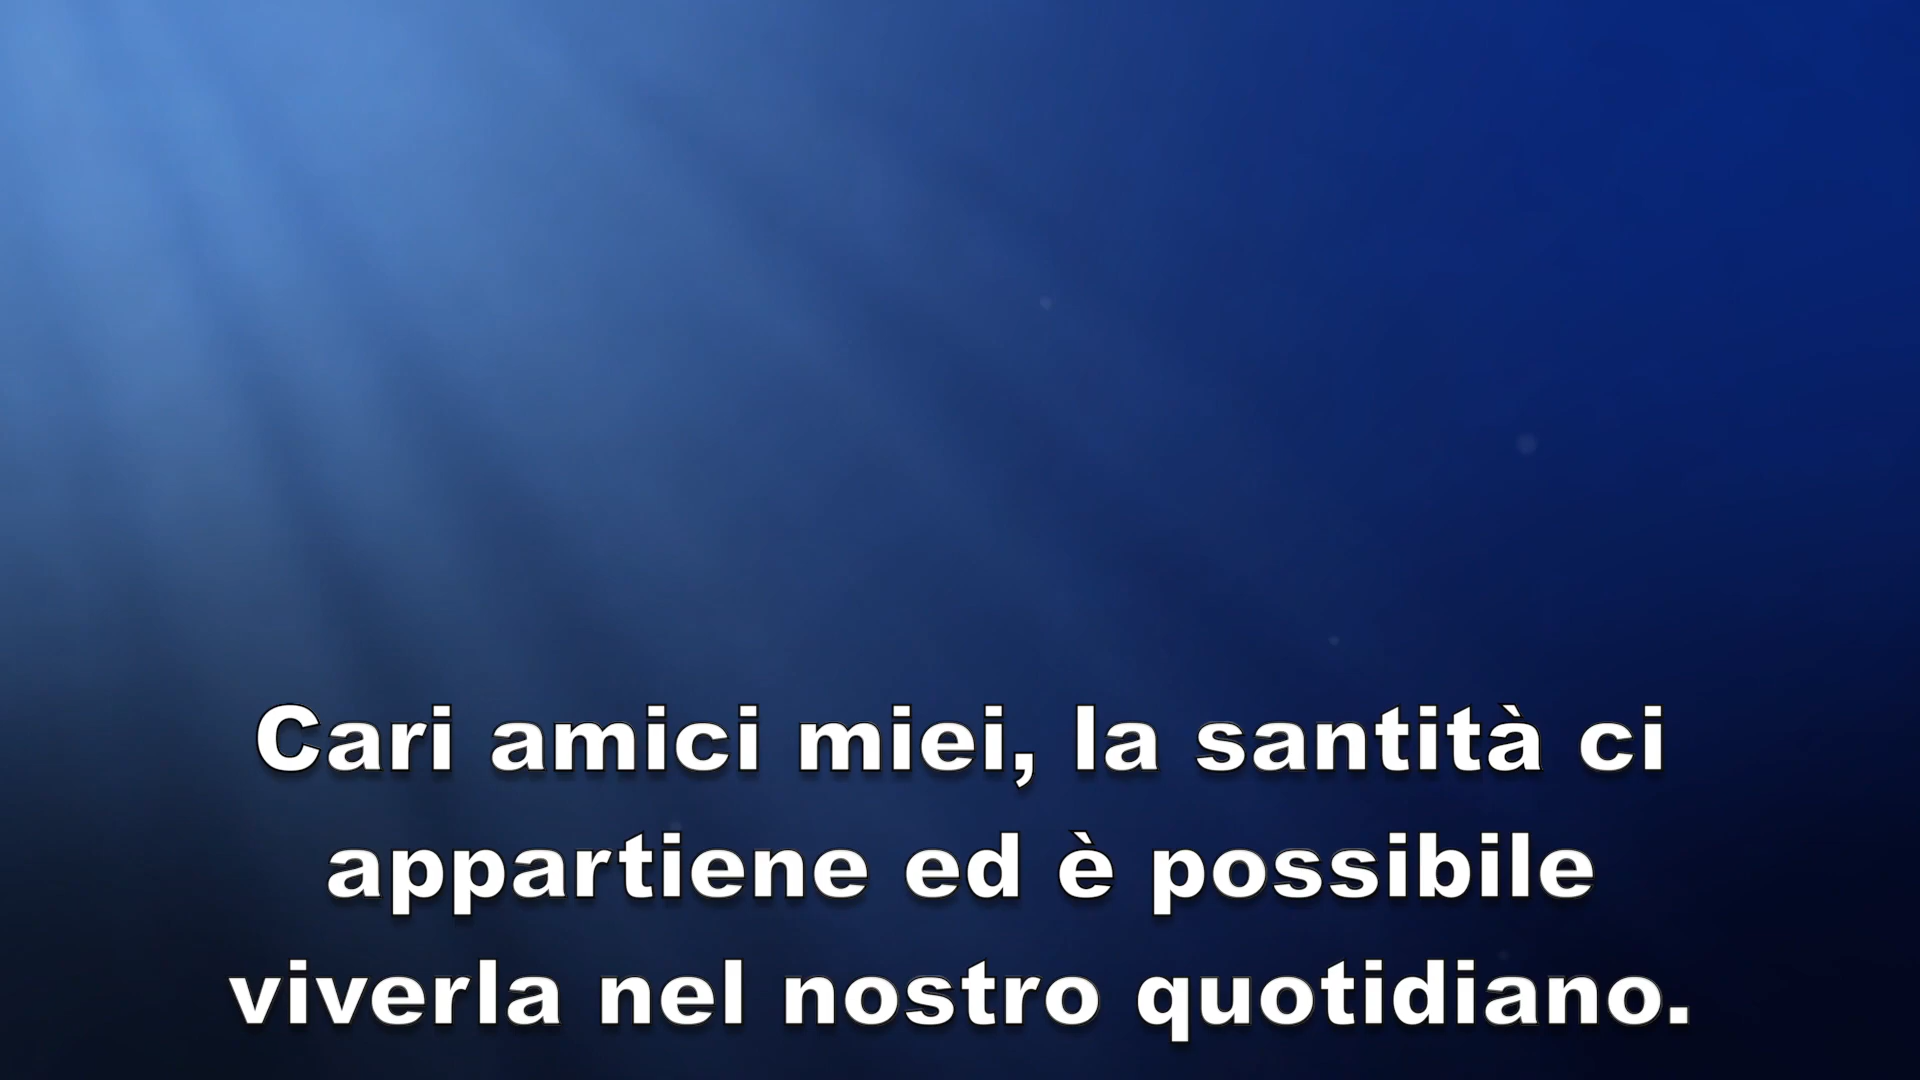 Cari amici miei, la santità ci
appartiene ed è possibile
viverla nel nostro quotidiano.